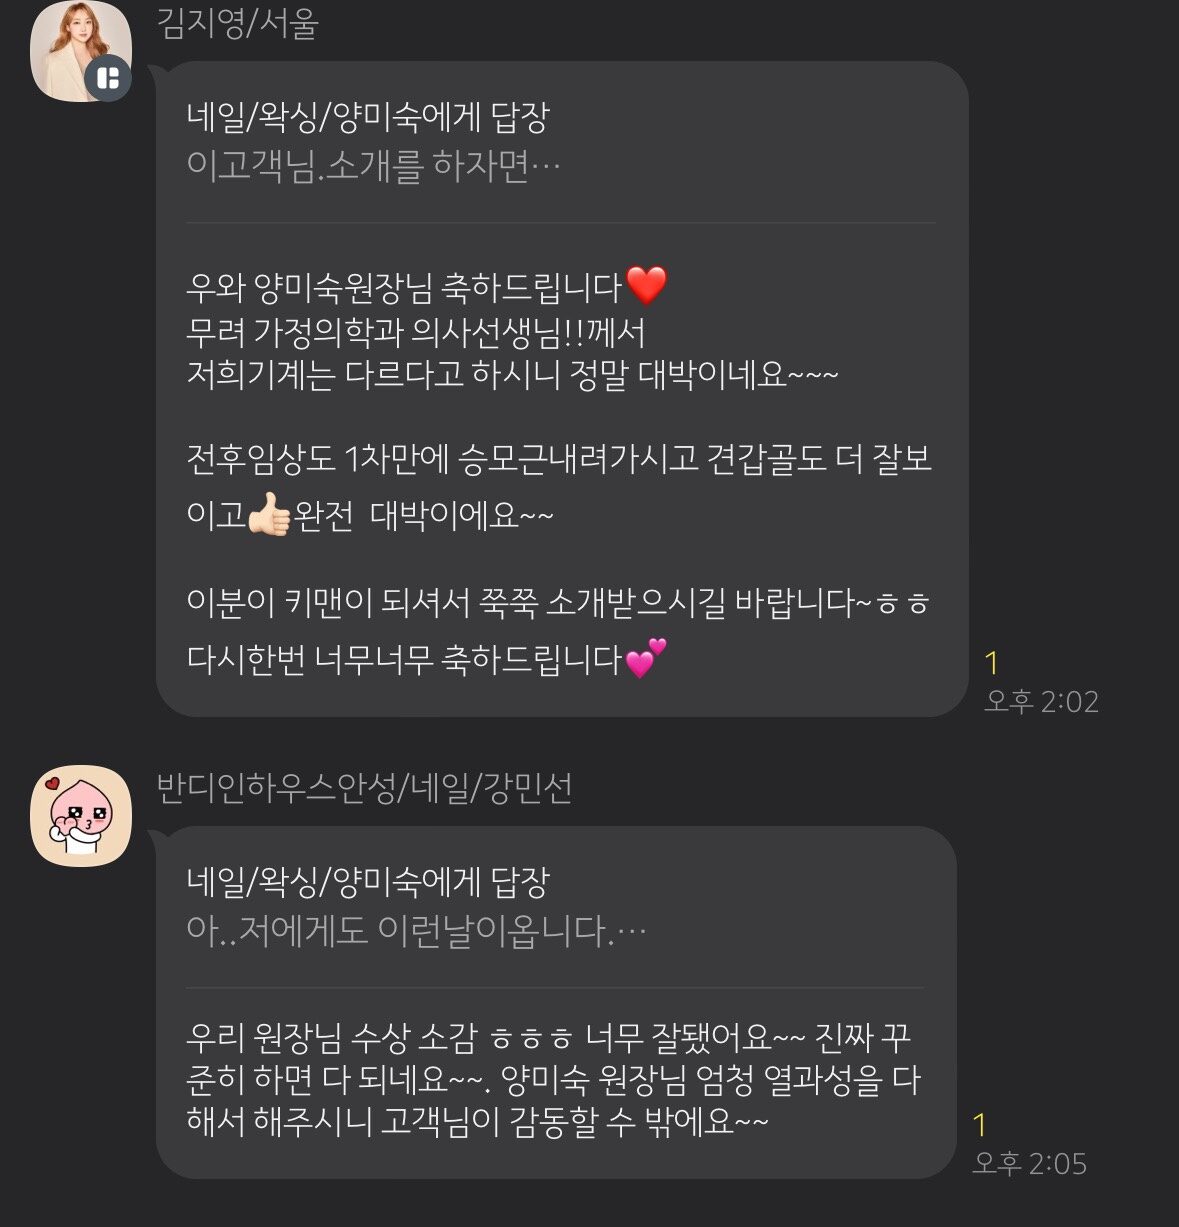 김지영/서울
네일/왁싱/양미숙에게 답장
이고객님.소개를 하자면…
우와 양미숙원장님 축하드립니다❤️
무려 가정의학과 의사선생님!!께서
저희기계는 다르다고 하시니 정말 대박이네요~~~
전후임상도 1차만에 승모근내려가시고 견갑골도 더 잘보
이고👍🏻완전  대박이에요~~
이분이 키맨이 되셔서 쭉쭉 소개받으시길 바랍니다~ㅎㅎ
다시한번 너무너무 축하드립니다💕
1
오후 2:02
반디인하우스안성/네일/강민선
네일/왁싱/양미숙에게 답장
아..저에게도 이런날이옵니다.…
우리 원장님 수상 소감 ㅎㅎㅎ 너무 잘됐어요~~ 진짜 꾸
준히 하면 다 되네요~~. 양미숙 원장님 엄청 열과성을 다
해서 해주시니 고객님이 감동할 수 밖에요~~
1
오후 2:05